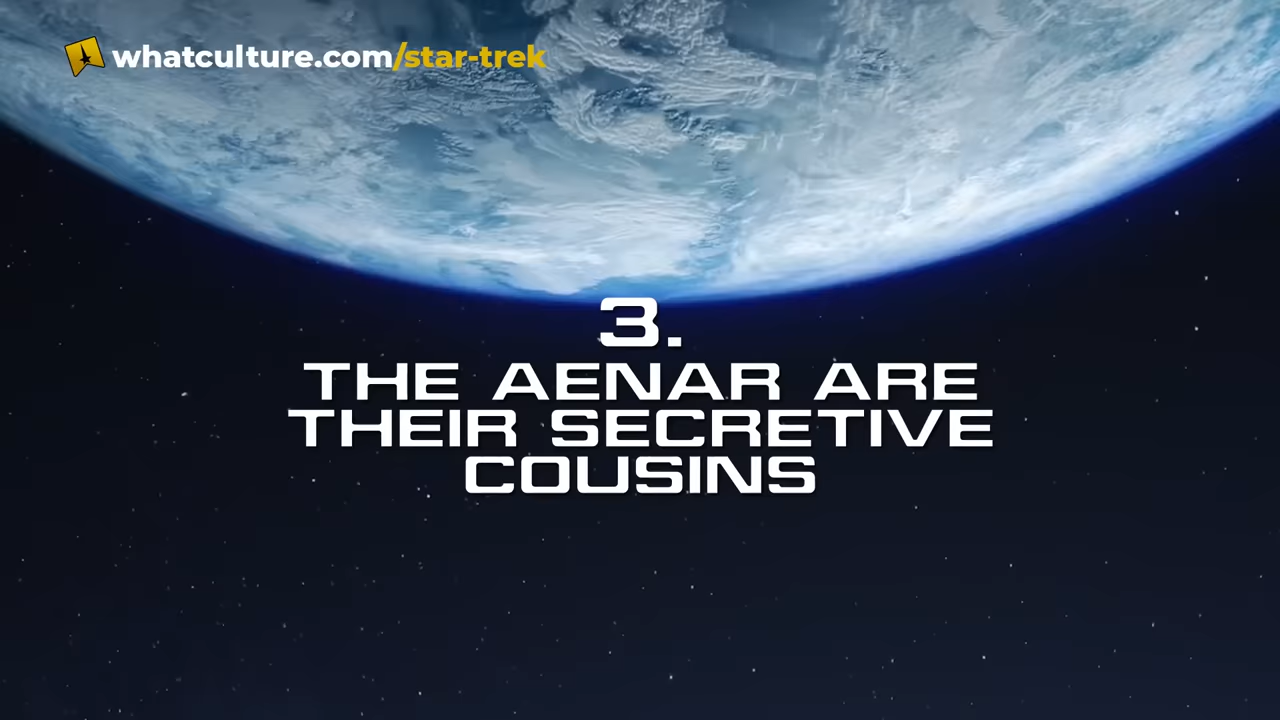 whatculture.com/star-trek
3.
THE AENAR ARE
THEIR SECRETIVE
COUSINS